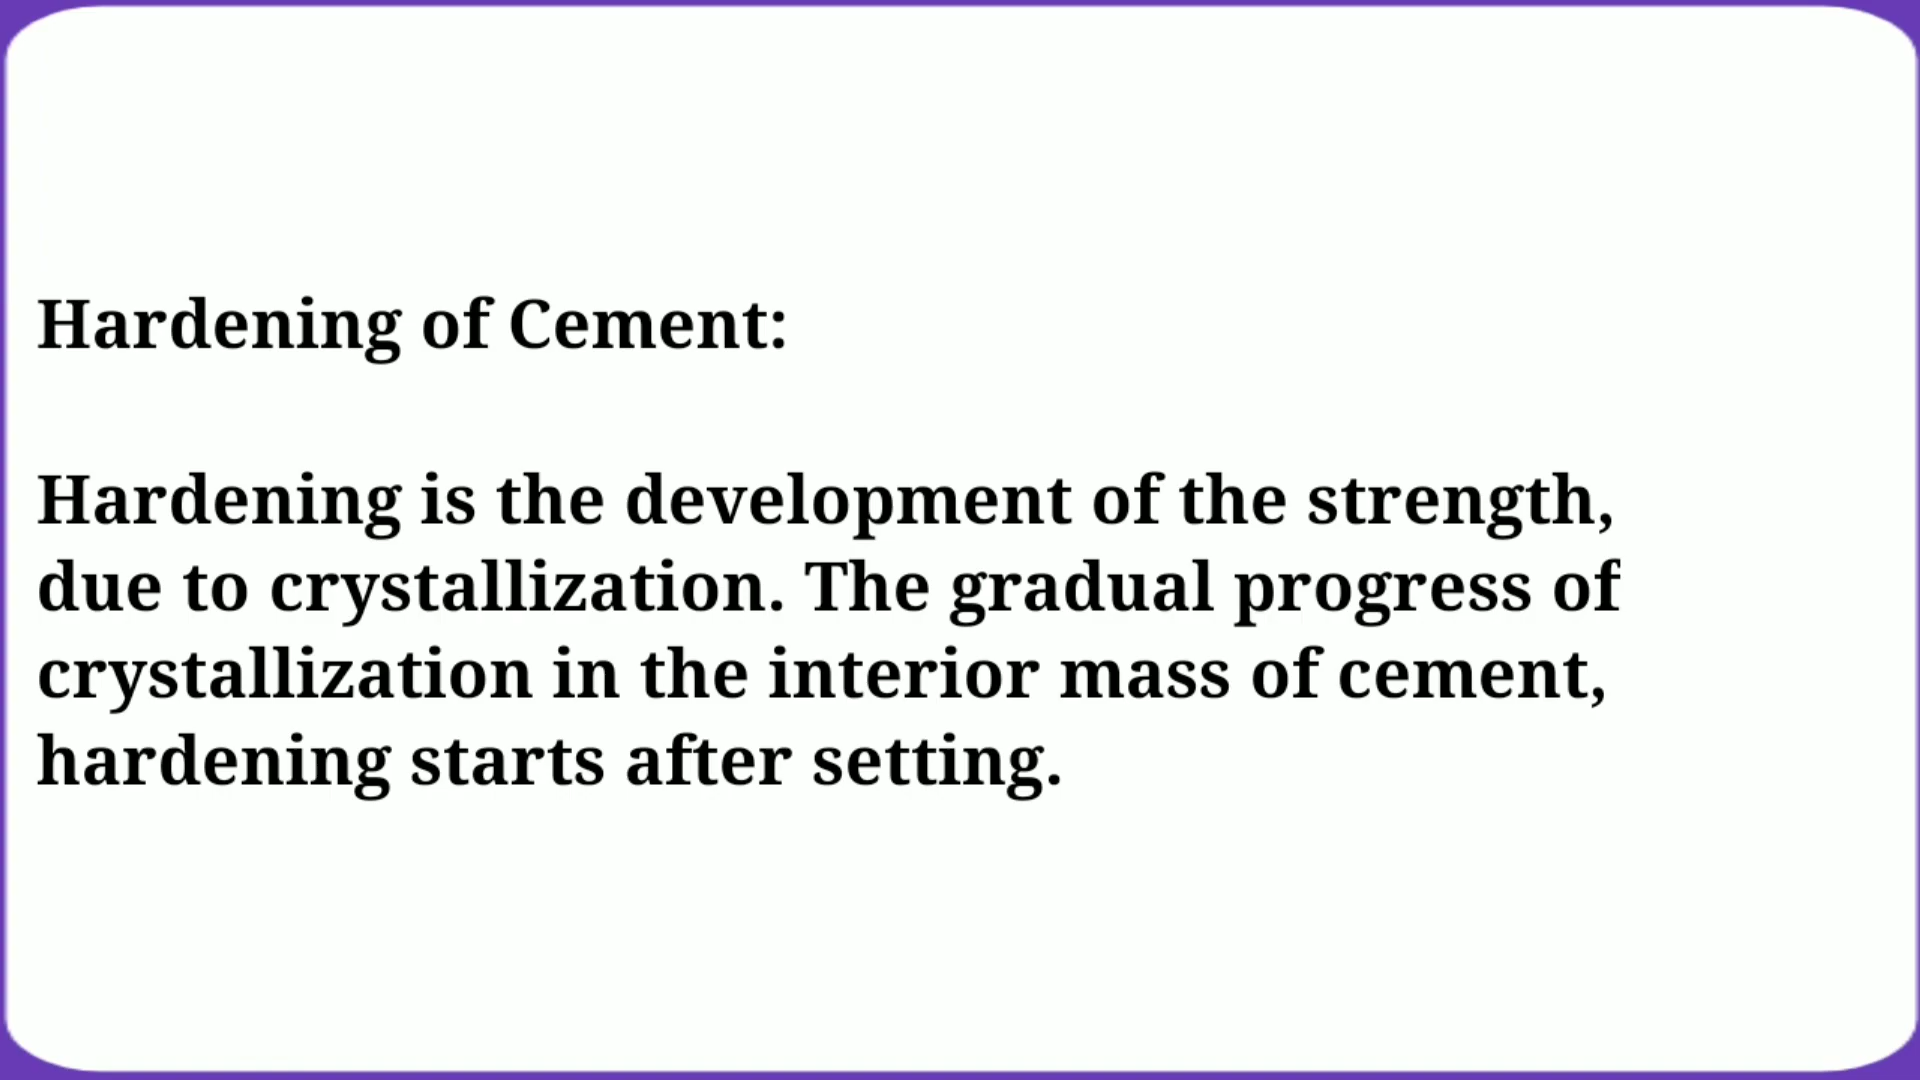 Hardening of Cement:
Hardening is the development of the strength,
due to crystallization. The gradual progress of
crystallization in the interior mass of cement,
hardening starts after setting.